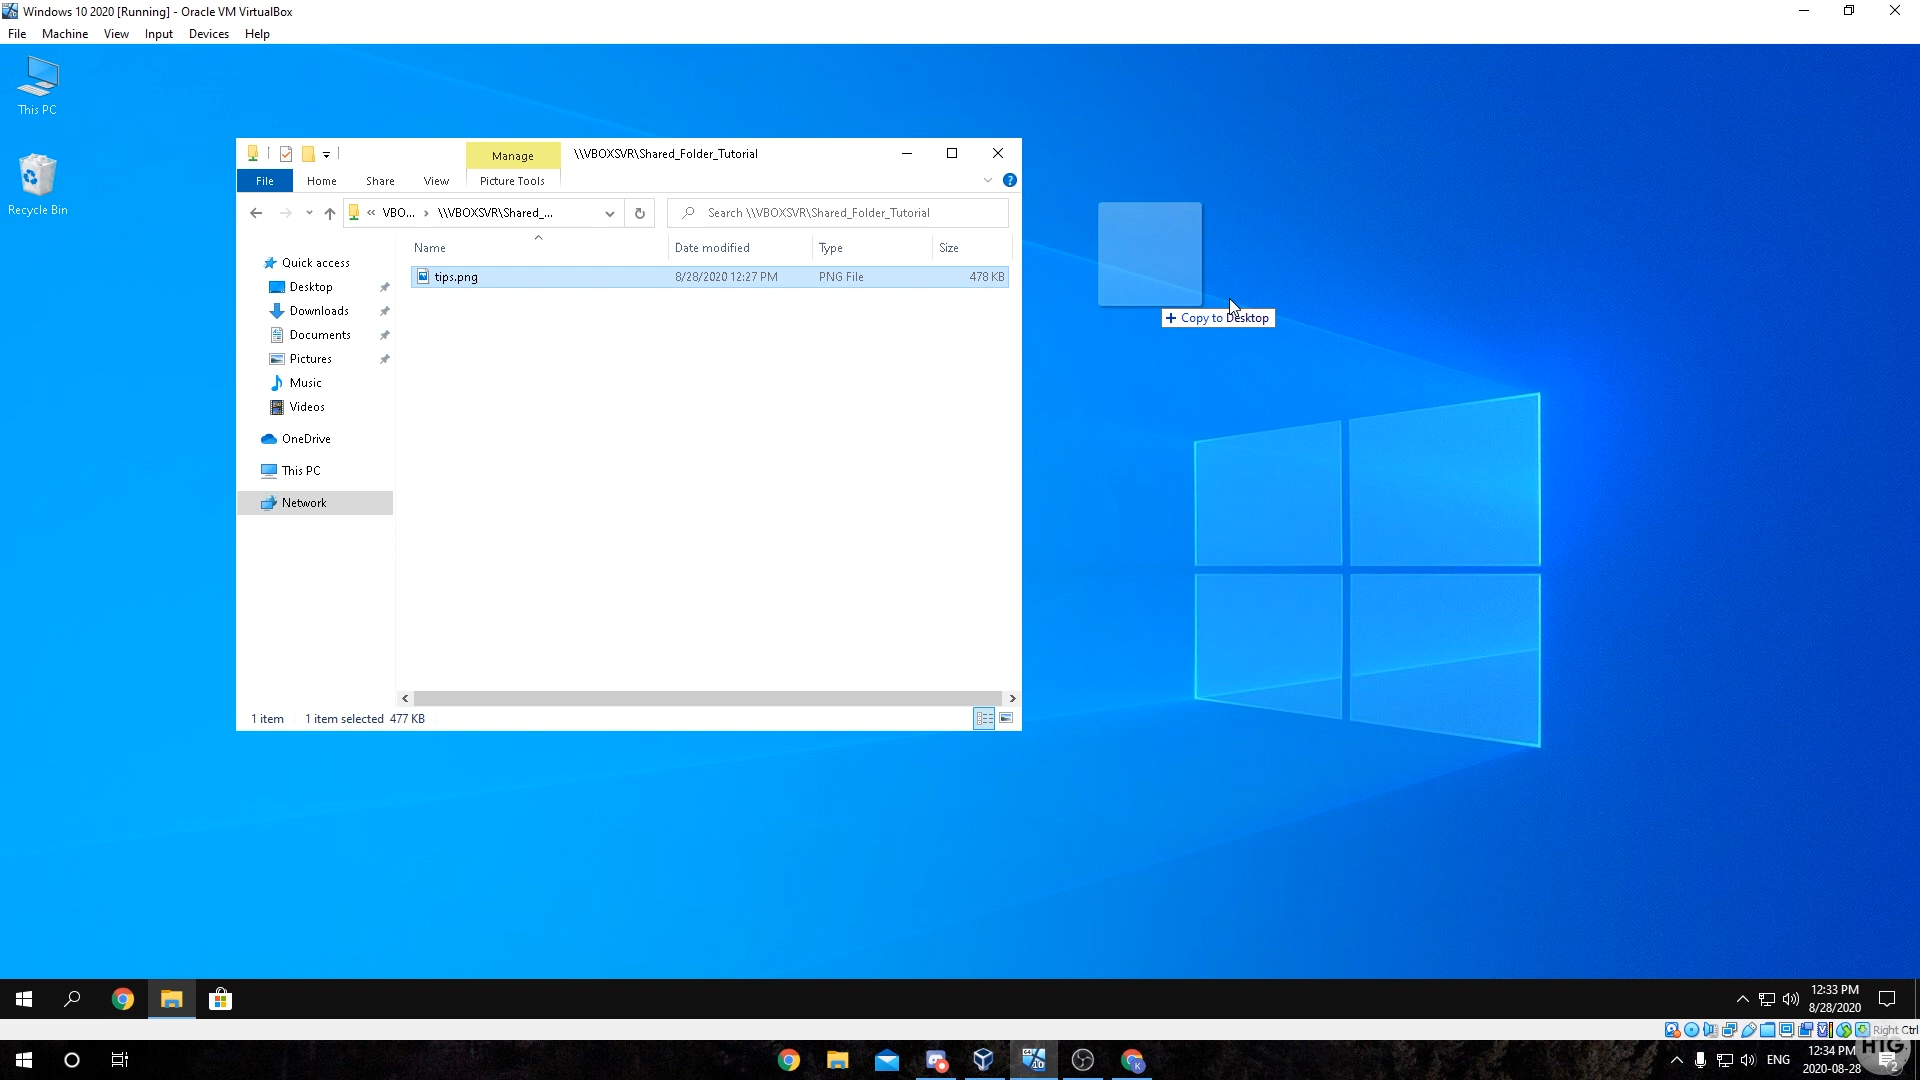 Windows 10 2020 [Running] - Oracle VM VirtualBox
File Machine View Input Devices Help
This PC
Recycle Bin
Manage \\VBOXSVR\Shared_Folder_Tutorial
File Home Share View Picture Tools
« VBO... › \\VBOXSVR\Shared_... Search \\VBOXSVR\Shared_Folder_Tutorial
Name Date modified Type Size
tips.png 8/28/2020 12:27 PM PNG File 478 KB
Quick access
Desktop
Downloads
Documents
Pictures
Music
Videos
OneDrive
This PC
Network
1 item 1 item selected 477 KB
+ Copy to Desktop
12:33 PM
8/28/2020
Right Ctrl
ENG
12:34 PM
2020-08-28
HIG
2